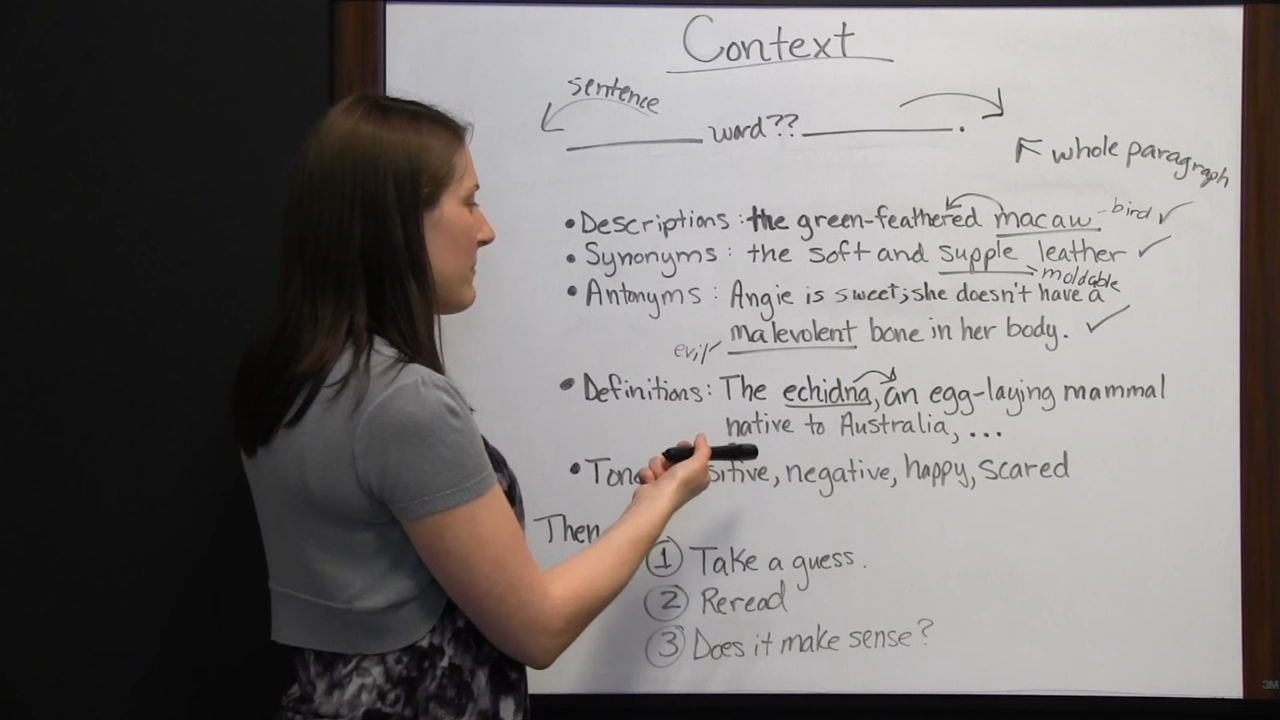 Context
sentence
word??
whole paragraph
• Descriptions: the green-feathered macaw - bird ✓
• Synonyms: the soft and supple leather ✓
moldable
• Antonyms: Angie is sweet; she doesn't have a
malevolent bone in her body. ✓
evil
• Definitions: The echidna, an egg-laying mammal
native to Australia, ...
• negative, happy, scared
Then
1 Take a guess.
2 Reread
3 Does it make sense?
3M